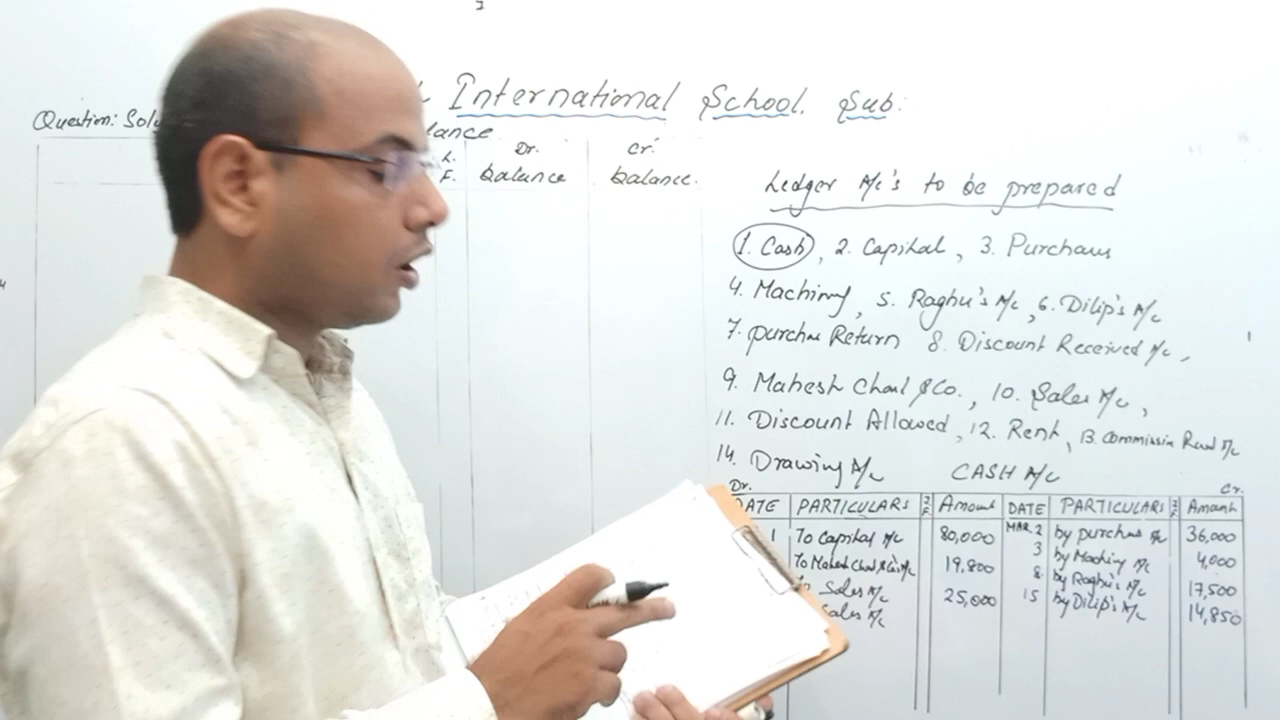 International School. Sub:
Question: Sol
lance
L.F. Dr. balance Cr. balance.
Ledger A/c's to be prepared
1. Cash, 2. Capital, 3. Purchases
4. Machinery, 5. Raghu's A/c, 6. Dilip's A/c
7. purchase Return 8. Discount Received A/c,
9. Mahesh Chand & Co., 10. Sales A/c,
11. Discount Allowed, 12. Rent, 13. Commission Recd A/c
14. Drawing A/c CASH A/c
Dr. Cr.
DATE PARTICULARS J.F. Amount DATE PARTICULARS J.F. Amount
1 To Capital A/c 80,000 MAR. 2 by purchase A/c 36,000
To Mahesh Chand & Co's A/c 19,800 3 by Machinery A/c 4,000
Sales A/c 25,000 8. by Raghu's A/c 17,500
Sales A/c 15 by Dilip's A/c 14,850